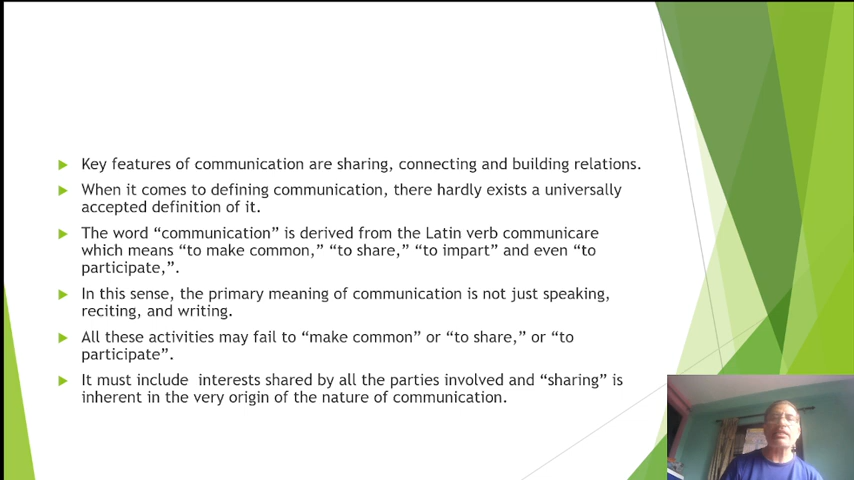 Key features of communication are sharing, connecting and building relations.
When it comes to defining communication, there hardly exists a universally
accepted definition of it.
The word “communication” is derived from the Latin verb communicare
which means “to make common,” “to share,” “to impart” and even “to
participate,”.
In this sense, the primary meaning of communication is not just speaking,
reciting, and writing.
All these activities may fail to “make common” or “to share,” or “to
participate”.
It must include  interests shared by all the parties involved and “sharing” is
inherent in the very origin of the nature of communication.